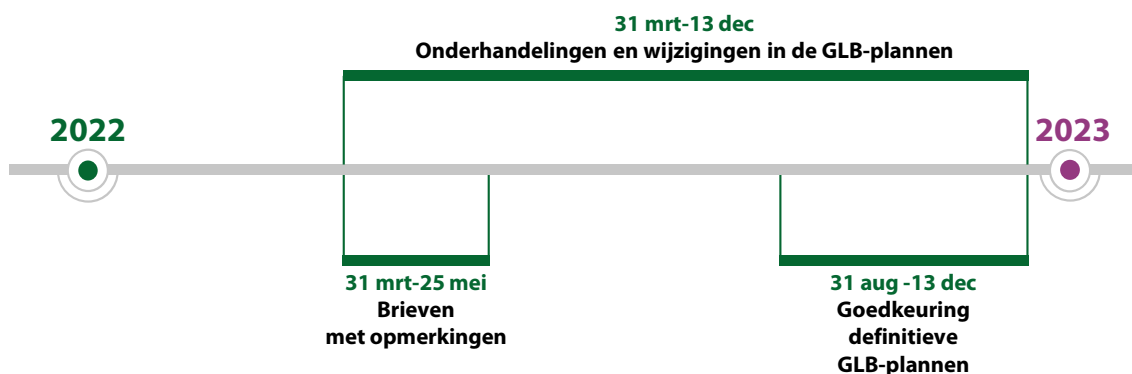 31 mrt-13 dec
Onderhandelingen en wijzigingen in de GLB-plannen
2022
2023
31 mrt-25 mei
Brieven
met opmerkingen
31 aug -13 dec
Goedkeuring
definitieve
GLB-plannen